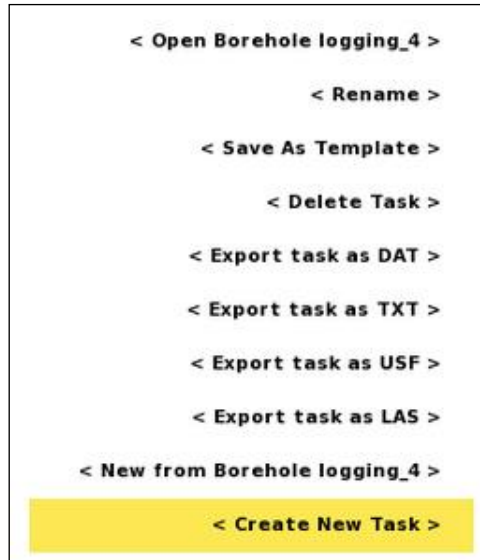 < Open Borehole logging_4 >
< Rename >
< Save As Template >
< Delete Task >
< Export task as DAT >
< Export task as TXT >
< Export task as USF >
< Export task as LAS >
< New from Borehole logging_4 >
< Create New Task >